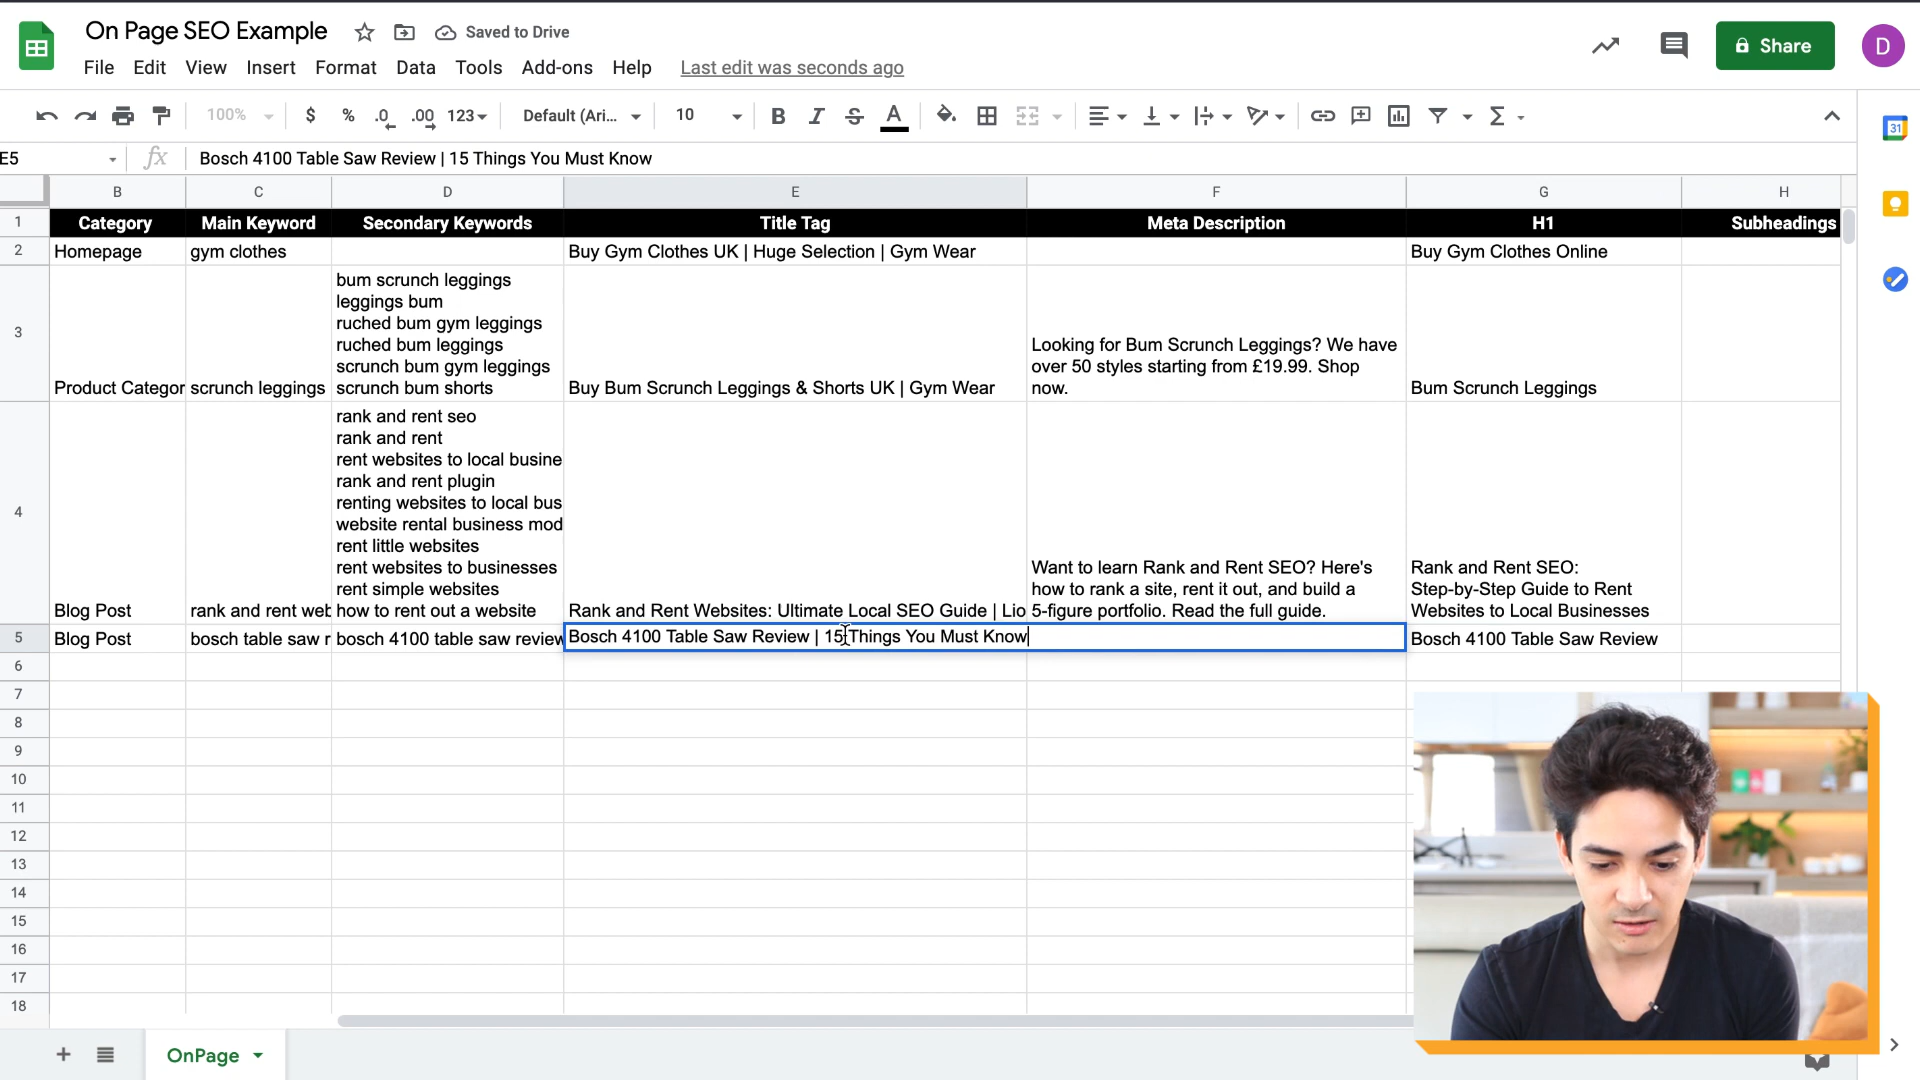 On Page SEO Example
Saved to Drive
Share
D
File Edit View Insert Format Data Tools Add-ons Help
Last edit was seconds ago
100% $ % .0 .00 123 Default (Ari... 10 B I S A
31
E5
fx
Bosch 4100 Table Saw Review | 15 Things You Must Know
B C D E F G H
1 Category Main Keyword Secondary Keywords Title Tag Meta Description H1 Subheadings
2 Homepage gym clothes Buy Gym Clothes UK | Huge Selection | Gym Wear Buy Gym Clothes Online
3
bum scrunch leggings
leggings bum
ruched bum gym leggings
ruched bum leggings
scrunch bum gym leggings
scrunch bum shorts
Product Categor
scrunch leggings
Buy Bum Scrunch Leggings & Shorts UK | Gym Wear
Looking for Bum Scrunch Leggings? We have
over 50 styles starting from £19.99. Shop
now.
Bum Scrunch Leggings
4
rank and rent seo
rank and rent
rent websites to local busine
rank and rent plugin
renting websites to local bus
website rental business mod
rent little websites
rent websites to businesses
rent simple websites
how to rent out a website
Blog Post
rank and rent web
Rank and Rent Websites: Ultimate Local SEO Guide | Lio
Want to learn Rank and Rent SEO? Here's
how to rank a site, rent it out, and build a
5-figure portfolio. Read the full guide.
Rank and Rent SEO:
Step-by-Step Guide to Rent
Websites to Local Businesses
5 Blog Post bosch table saw r bosch 4100 table saw review Bosch 4100 Table Saw Review | 15 Things You Must Know Bosch 4100 Table Saw Review
6
7
8
9
10
11
12
13
14
15
16
17
18
OnPage